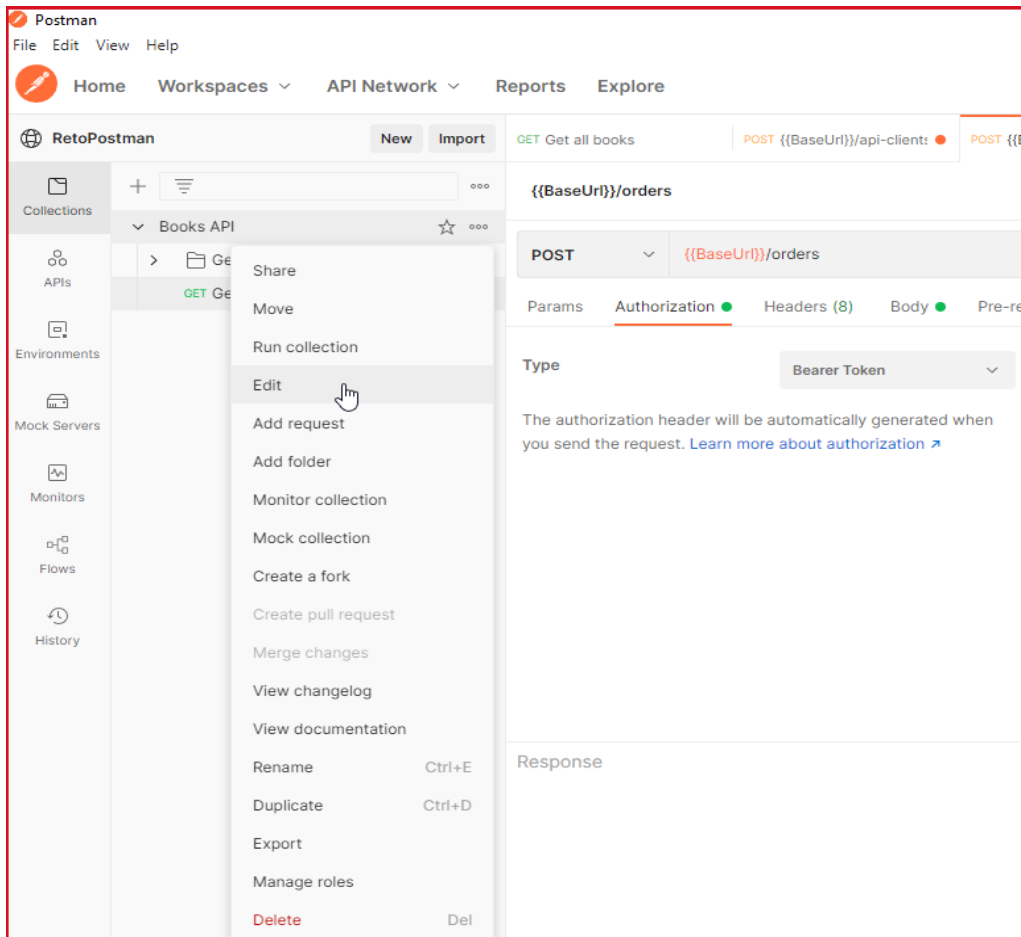 Postman
File Edit View Help
Home Workspaces API Network Reports Explore
RetoPostman New Import
Collections
APIs
Environments
Mock Servers
Monitors
Flows
History
Books API
Ge
GET Ge
Share
Move
Run collection
Edit
Add request
Add folder
Monitor collection
Mock collection
Create a fork
Create pull request
Merge changes
View changelog
View documentation
Rename Ctrl+E
Duplicate Ctrl+D
Export
Manage roles
Delete Del
GET Get all books POST {{BaseUrl}}/api-clients POST {{
{{BaseUrl}}/orders
POST {{BaseUrl}}/orders
Params Authorization Headers (8) Body Pre-re
Type Bearer Token
The authorization header will be automatically generated when
you send the request. Learn more about authorization ↗
Response